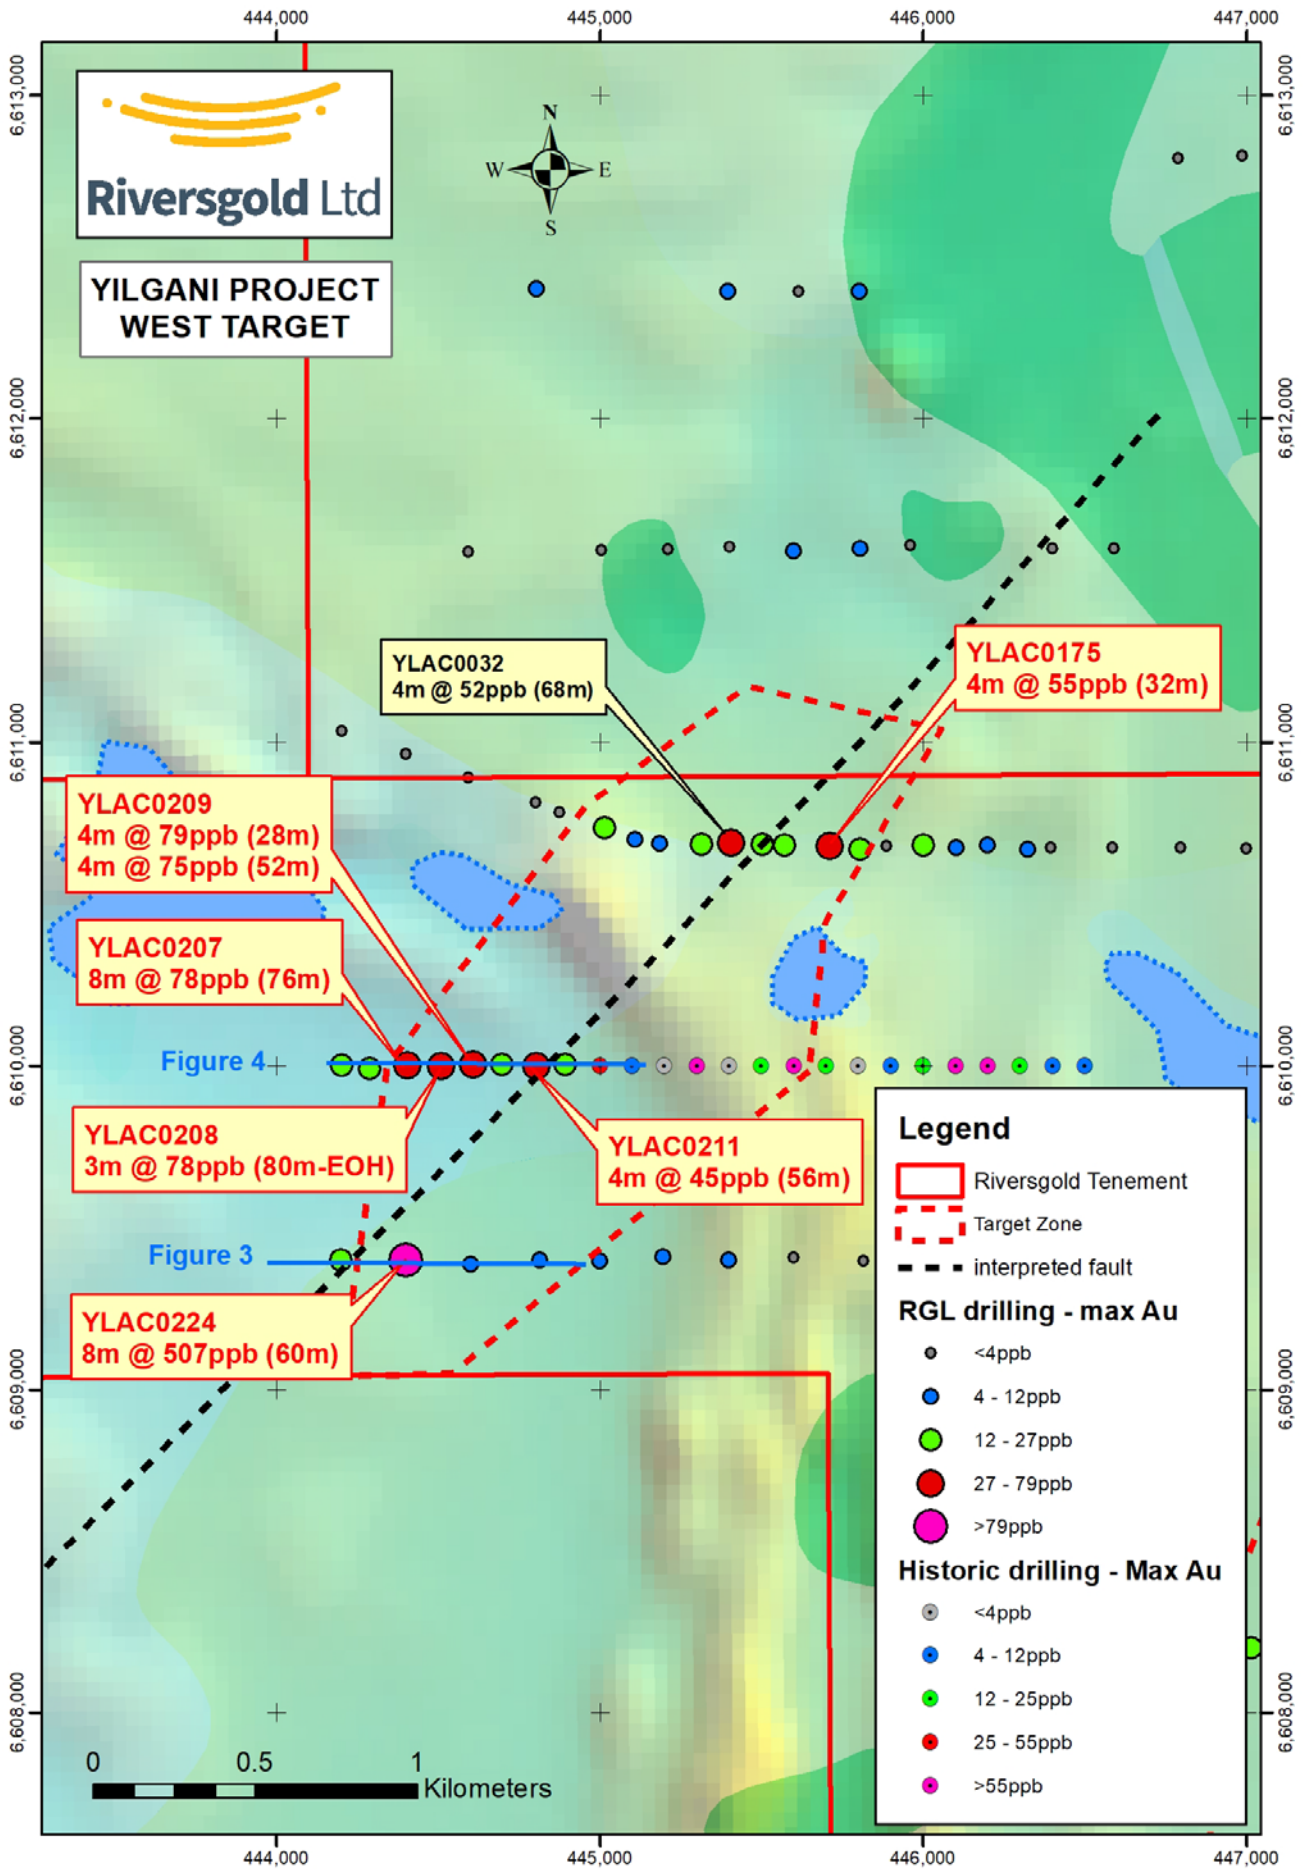 444,000
445,000
446,000
447,000
6,613,000
6,613,000
Riversgold Ltd
N
W
E
S
YILGANI PROJECT
WEST TARGET
6,612,000
6,612,000
YLAC0032
4m @ 52ppb (68m)
YLAC0175
4m @ 55ppb (32m)
6,611,000
6,611,000
YLAC0209
4m @ 79ppb (28m)
4m @ 75ppb (52m)
YLAC0207
8m @ 78ppb (76m)
Figure 4
6,610,000
6,610,000
YLAC0208
3m @ 78ppb (80m-EOH)
YLAC0211
4m @ 45ppb (56m)
Figure 3
YLAC0224
8m @ 507ppb (60m)
6,609,000
6,609,000
Legend
Riversgold Tenement
Target Zone
interpreted fault
RGL drilling - max Au
<4ppb
4 - 12ppb
12 - 27ppb
27 - 79ppb
>79ppb
Historic drilling - Max Au
<4ppb
4 - 12ppb
12 - 25ppb
25 - 55ppb
>55ppb
6,608,000
6,608,000
0
0.5
1
Kilometers
444,000
445,000
446,000
447,000